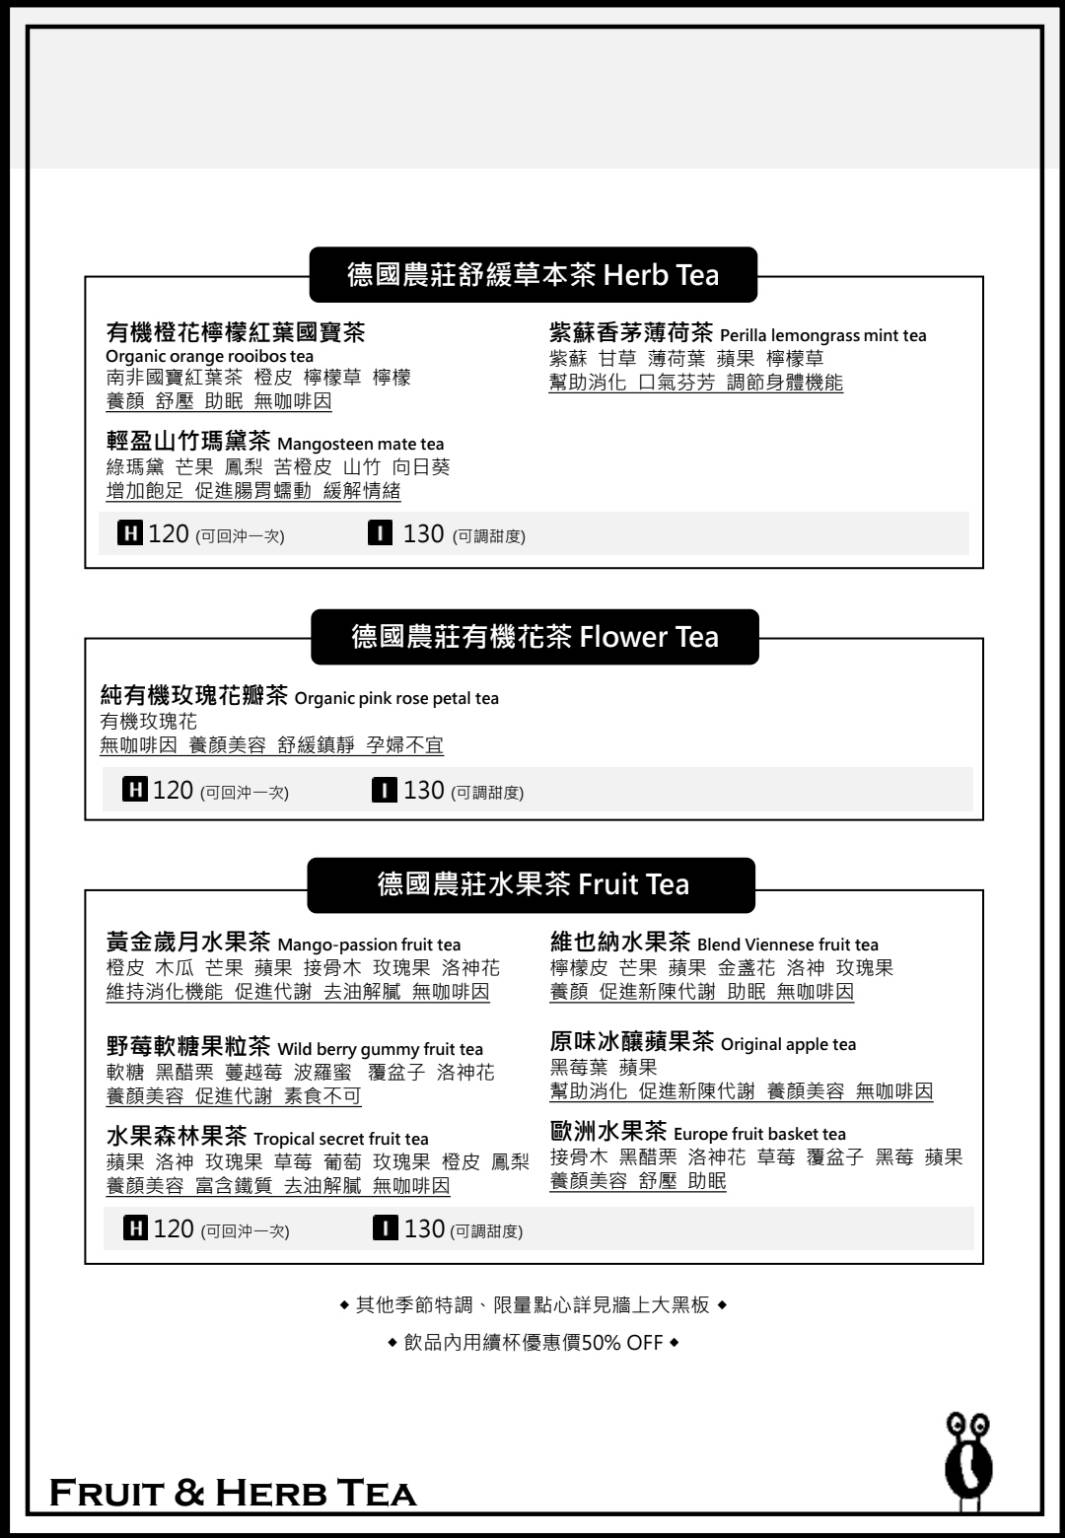 德國農莊舒緩草本茶 Herb Tea
有機橙花檸檬紅葉國寶茶
Organic orange rooibos tea
南非國寶紅葉茶 橙皮 檸檬草 檸檬
養顏 舒壓 助眠 無咖啡因
紫蘇香茅薄荷茶 Perilla lemongrass mint tea
紫蘇 甘草 薄荷葉 蘋果 檸檬草
幫助消化 口氣芬芳 調節身體機能
輕盈山竹瑪黛茶 Mangosteen mate tea
綠瑪黛 芒果 鳳梨 苦橙皮 山竹 向日葵
增加飽足 促進腸胃蠕動 緩解情緒
H 120 (可回沖一次) I 130 (可調甜度)
德國農莊有機花茶 Flower Tea
純有機玫瑰花瓣茶 Organic pink rose petal tea
有機玫瑰花
無咖啡因 養顏美容 舒緩鎮靜 孕婦不宜
H 120 (可回沖一次) I 130 (可調甜度)
德國農莊水果茶 Fruit Tea
黃金歲月水果茶 Mango-passion fruit tea
橙皮 木瓜 芒果 蘋果 接骨木 玫瑰果 洛神花
維持消化機能 促進代謝 去油解膩 無咖啡因
維也納水果茶 Blend Viennese fruit tea
檸檬皮 芒果 蘋果 金盞花 洛神 玫瑰果
養顏 促進新陳代謝 助眠 無咖啡因
野莓軟糖果粒茶 Wild berry gummy fruit tea
軟糖 黑醋栗 蔓越莓 波羅蜜 覆盆子 洛神花
養顏美容 促進代謝 素食不可
原味冰釀蘋果茶 Original apple tea
黑莓葉 蘋果
幫助消化 促進新陳代謝 養顏美容 無咖啡因
水果森林果茶 Tropical secret fruit tea
蘋果 洛神 玫瑰果 草莓 葡萄 玫瑰果 橙皮 鳳梨
養顏美容 富含鐵質 去油解膩 無咖啡因
歐洲水果茶 Europe fruit basket tea
接骨木 黑醋栗 洛神花 草莓 覆盆子 黑莓 蘋果
養顏美容 舒壓 助眠
H 120 (可回沖一次) I 130 (可調甜度)
◆ 其他季節特調、限量點心詳見牆上大黑板 ◆
◆ 飲品內用續杯優惠價50% OFF ◆
FRUIT & HERB TEA